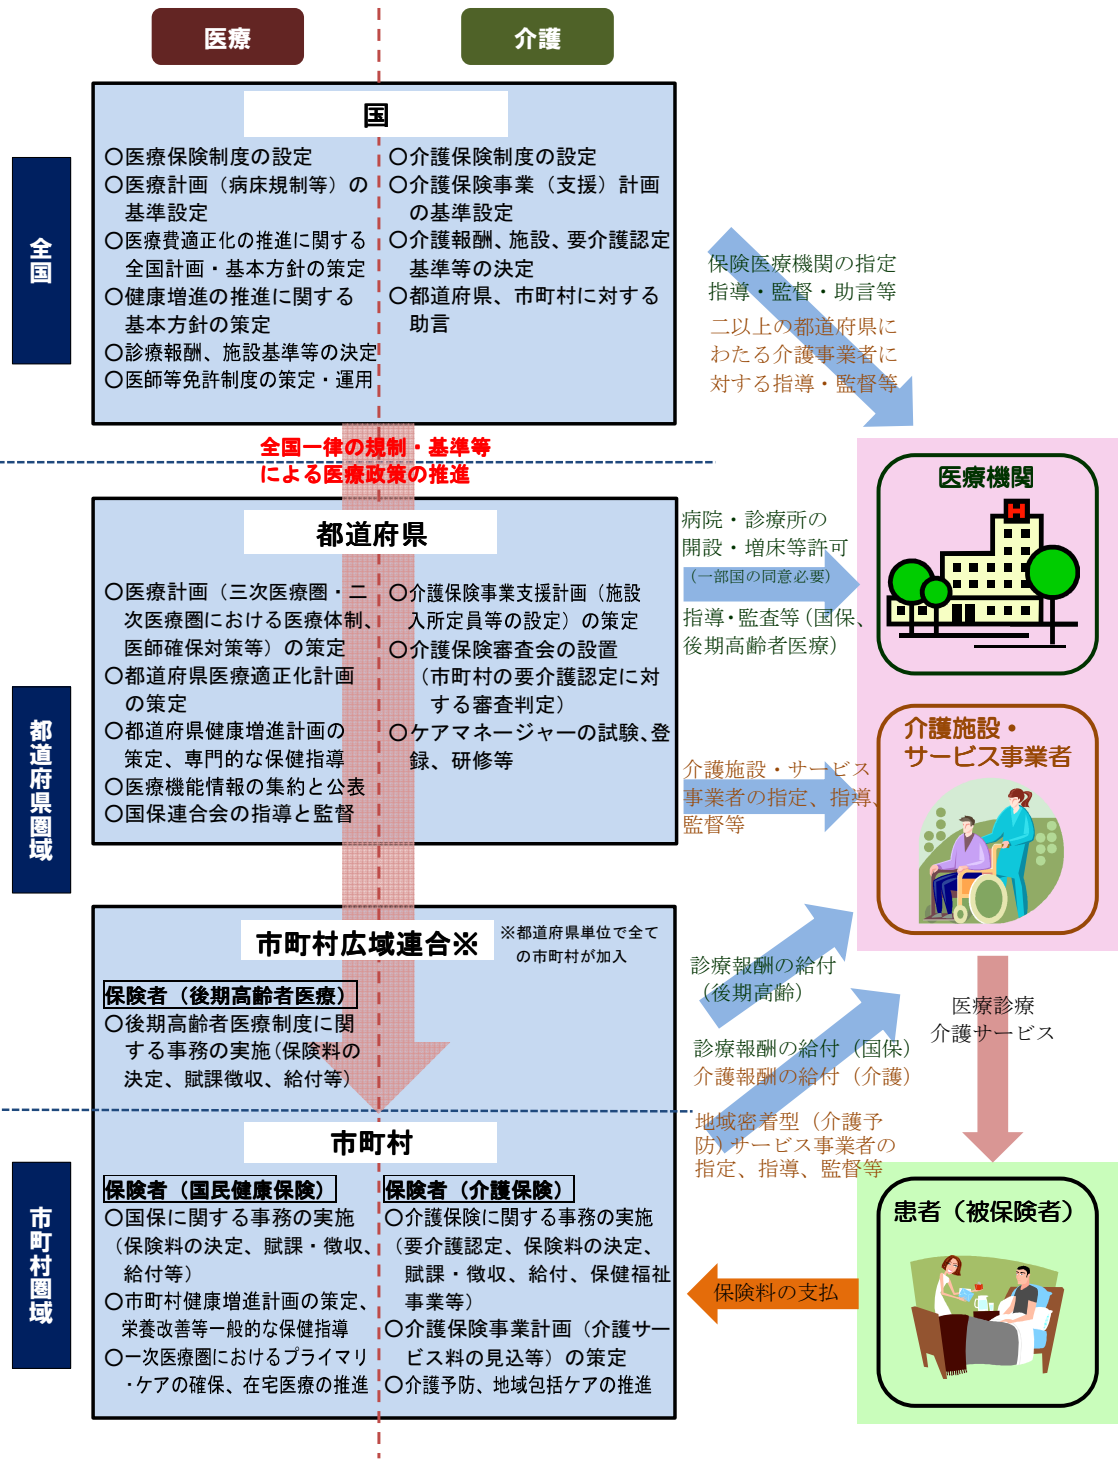 医療
介護
全国
国
〇医療保険制度の設定
〇医療計画（病床規制等）の
基準設定
〇医療費適正化の推進に関する
全国計画・基本方針の策定
〇健康増進の推進に関する
基本方針の策定
〇診療報酬、施設基準等の決定
〇医師等免許制度の策定・運用
〇介護保険制度の設定
〇介護保険事業（支援）計画
の基準設定
〇介護報酬、施設、要介護認定
基準等の決定
〇都道府県、市町村に対する
助言
保険医療機関の指定
指導・監督・助言等
二以上の都道府県に
わたる介護事業者に
対する指導・監督等
全国一律の規制・基準等
による医療政策の推進
都道府県圏域
都道府県
〇医療計画（三次医療圏・二
次医療圏における医療体制、
医師確保対策等）の策定
〇都道府県医療適正化計画
の策定
〇都道府県健康増進計画の
策定、専門的な保健指導
〇医療機能情報の集約と公表
〇国保連合会の指導と監督
〇介護保険事業支援計画（施設
入所定員等の設定）の策定
〇介護保険審査会の設置
（市町村の要介護認定に対
する審査判定）
〇ケアマネージャーの試験、登
録、研修等
病院・診療所の
開設・増床等許可
（一部国の同意必要）
指導・監査等（国保、
後期高齢者医療）
介護施設・サービス
事業者の指定、指導、
監督等
医療機関
H
介護施設・
サービス事業者
市町村広域連合※
※都道府県単位で全て
の市町村が加入
保険者（後期高齢者医療）
〇後期高齢者医療制度に関
する事務の実施（保険料の
決定、賦課徴収、給付等）
診療報酬の給付
（後期高齢）
診療報酬の給付（国保）
介護報酬の給付（介護）
地域密着型（介護予
防）サービス事業者の
指定、指導、監督等
医療診療
介護サービス
市町村圏域
市町村
保険者（国民健康保険）
〇国保に関する事務の実施
（保険料の決定、賦課・徴収、
給付等）
〇市町村健康増進計画の策定、
栄養改善等一般的な保健指導
〇一次医療圏におけるプライマリ
・ケアの確保、在宅医療の推進
保険者（介護保険）
〇介護保険に関する事務の実施
（要介護認定、保険料の決定、
賦課・徴収、給付、保健福祉
事業等）
〇介護保険事業計画（介護サー
ビス料の見込等）の策定
〇介護予防、地域包括ケアの推進
保険料の支払
患者（被保険者）